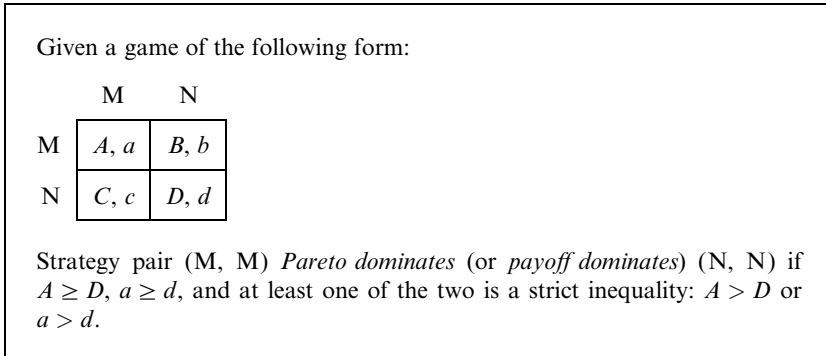 Given a game of the following form:
M N
M A, a B, b
N C, c D, d
Strategy pair (M, M) Pareto dominates (or payoff dominates) (N, N) if
A ≥ D, a ≥ d, and at least one of the two is a strict inequality: A > D or
a > d.